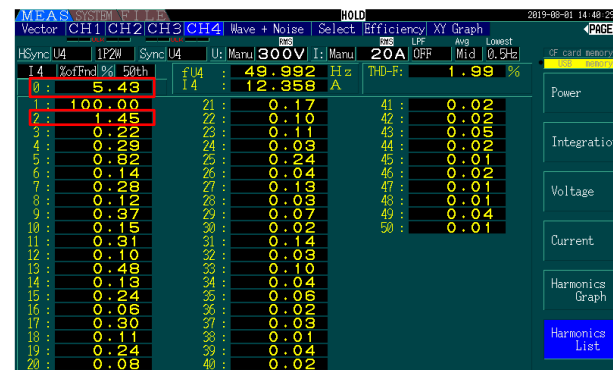 MEAS SYSTEM FILE HOLD 2019-08-01 14:40:29
Vector CH1 CH2 CH3 CH4 Wave + Noise Select Efficiency XY Graph PAGE
RMS RMS LPF Avg Lowest
HSync U4 1P2W Sync U4 U: Manu 300V I: Manu 20A OFF Mid 0.5Hz
CF card memory
USB memory
I4 %ofFnd % 50th fU4 : 49.992 Hz THD-F: 1.99 %
I4 : 12.358 A
0 : 5.43
1 : 100.00 21 : 0.17 41 : 0.02
2 : 1.45 22 : 0.10 42 : 0.02
3 : 0.22 23 : 0.11 43 : 0.05
4 : 0.29 24 : 0.03 44 : 0.02
5 : 0.82 25 : 0.24 45 : 0.01
6 : 0.14 26 : 0.04 46 : 0.02
7 : 0.28 27 : 0.13 47 : 0.01
8 : 0.12 28 : 0.03 48 : 0.01
9 : 0.37 29 : 0.07 49 : 0.04
10 : 0.15 30 : 0.02 50 : 0.01
11 : 0.31 31 : 0.14
12 : 0.10 32 : 0.03
13 : 0.48 33 : 0.10
14 : 0.13 34 : 0.04
15 : 0.24 35 : 0.06
16 : 0.06 36 : 0.02
17 : 0.30 37 : 0.03
18 : 0.11 38 : 0.01
19 : 0.24 39 : 0.04
20 : 0.08 40 : 0.02
Power
Integratio
Voltage
Current
Harmonics
Graph
Harmonics
List